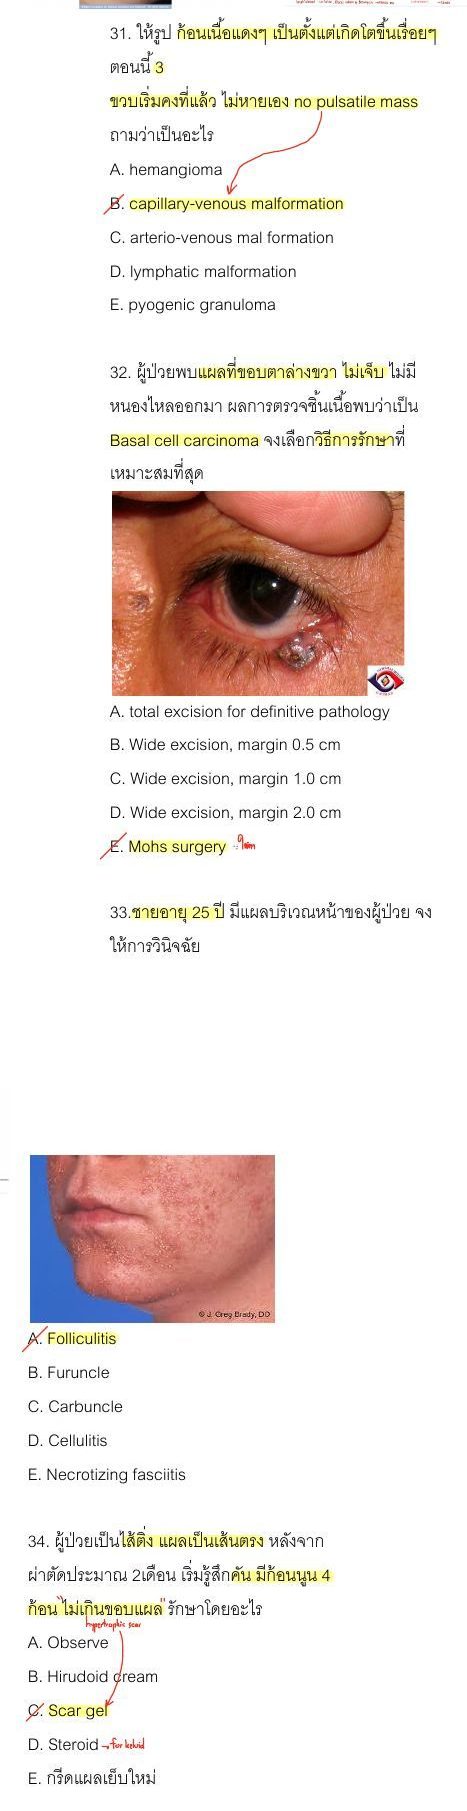 31. ให้รูป ก้อนเนื้อแดงๆ เป็นตั้งแต่เกิดโตขึ้นเรื่อยๆ
ตอนนี้ 3
ขวบเริ่มคงที่แล้ว ไม่หายเอง no pulsatile mass
ถามว่าเป็นอะไร
A. hemangioma
B. capillary-venous malformation
C. arterio-venous mal formation
D. lymphatic malformation
E. pyogenic granuloma
32. ผู้ป่วยพบแผลที่ขอบตาล่างขวา ไม่เจ็บ ไม่มี
หนองไหลออกมา ผลการตรวจชิ้นเนื้อพบว่าเป็น
Basal cell carcinoma จงเลือกวิธีการรักษาที่
เหมาะสมที่สุด
A. total excision for definitive pathology
B. Wide excision, margin 0.5 cm
C. Wide excision, margin 1.0 cm
D. Wide excision, margin 2.0 cm
E. Mohs surgery
33.ชายอายุ 25 ปี มีแผลบริเวณหน้าของผู้ป่วย จง
ให้การวินิจฉัย
© J. Greg Brady, DO
A. Folliculitis
B. Furuncle
C. Carbuncle
D. Cellulitis
E. Necrotizing fasciitis
34. ผู้ป่วยเป็นไส้ติ่ง แผลเป็นเส้นตรง หลังจาก
ผ่าตัดประมาณ 2เดือน เริ่มรู้สึกคัน มีก้อนนูน 4
ก้อน "ไม่เกินขอบแผล" รักษาโดยอะไร
hypertrophic scar
A. Observe
B. Hirudoid cream
C. Scar gel
D. Steroid → for keloid
E. กรีดแผลเย็บใหม่